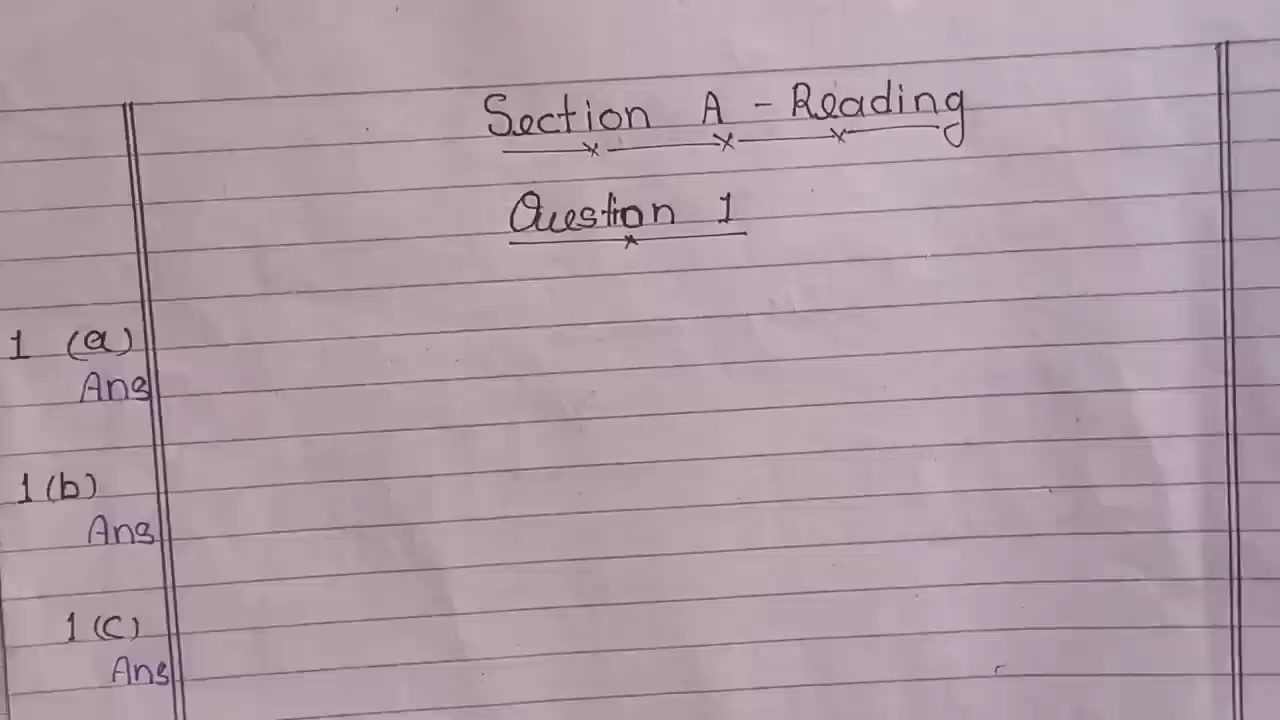 Section A - Reading
Question 1
1 (a)
Ans
1 (b)
Ans
1 (c)
Ans